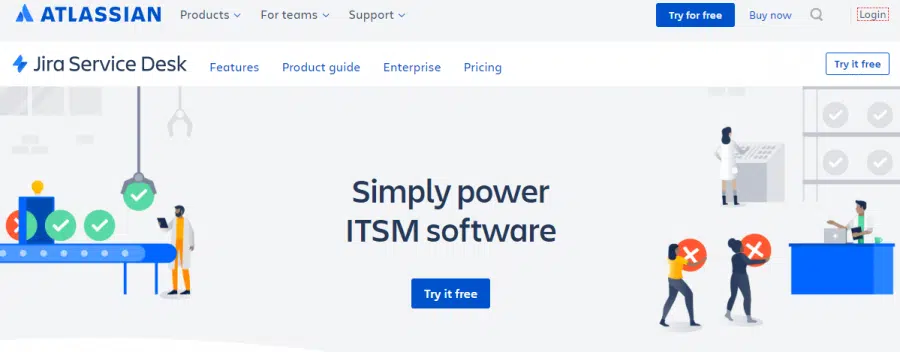 ATLASSIAN Products For teams Support Try for free Buy now Login
Jira Service Desk Features Product guide Enterprise Pricing Try it free
Simply power
ITSM software
Try it free